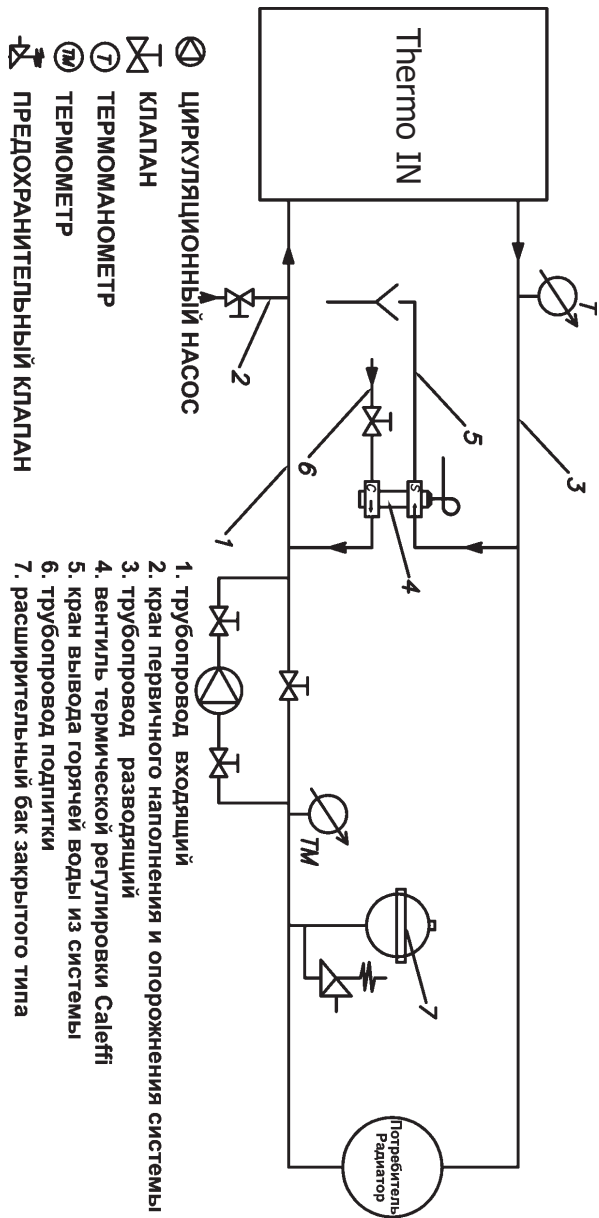 Thermo IN
T
3
2
5
6
S
C
4
1
TM
7
Потребитель
Радиатор
ЦИРКУЛЯЦИОННЫЙ НАСОС
КЛАПАН
T ТЕРМОМАНОМЕТР
TM ТЕРМОМЕТР
ПРЕДОХРАНИТЕЛЬНЫЙ КЛАПАН
1. трубопровод входящий
2. кран первичного наполнения и опорожнения системы
3. трубопровод разводящий
4. вентиль термической регулировки Caleffi
5. кран вывода горячей воды из системы
6. трубопровод подпитки
7. расширительный бак закрытого типа